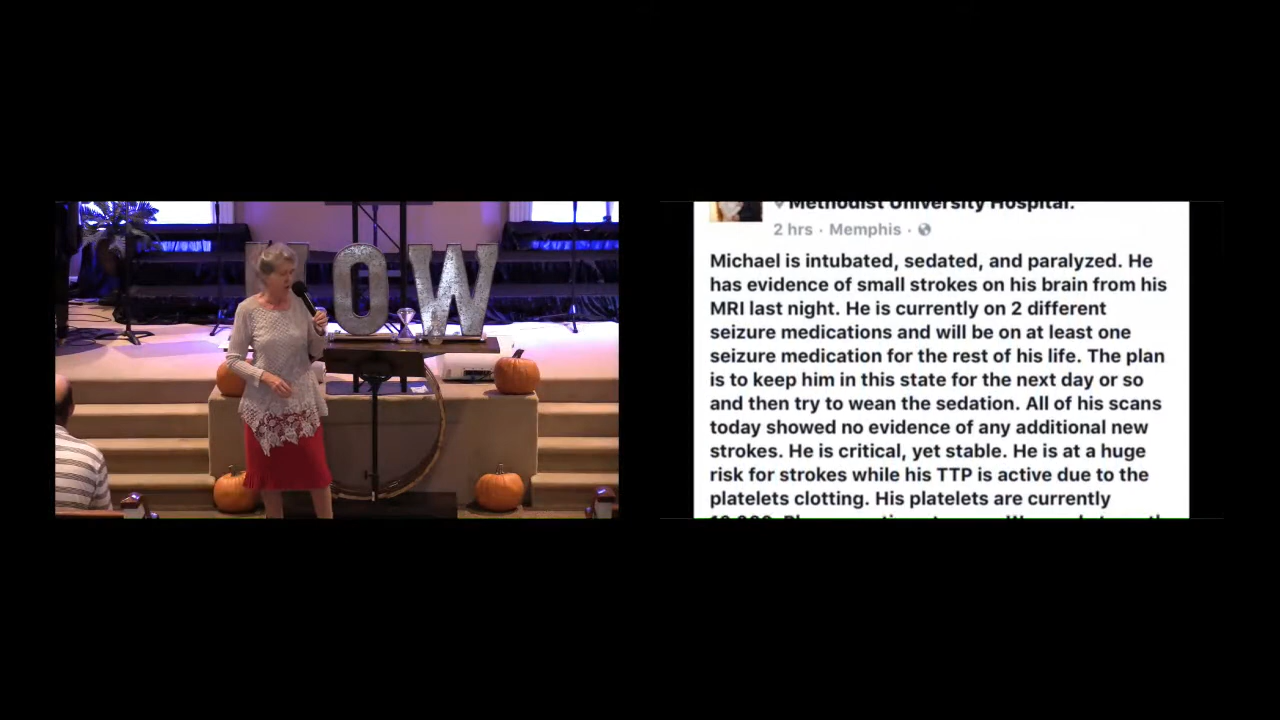 OW
Methodist University Hospital.
2 hrs · Memphis ·
Michael is intubated, sedated, and paralyzed. He
has evidence of small strokes on his brain from his
MRI last night. He is currently on 2 different
seizure medications and will be on at least one
seizure medication for the rest of his life. The plan
is to keep him in this state for the next day or so
and then try to wean the sedation. All of his scans
today showed no evidence of any additional new
strokes. He is critical, yet stable. He is at a huge
risk for strokes while his TTP is active due to the
platelets clotting. His platelets are currently